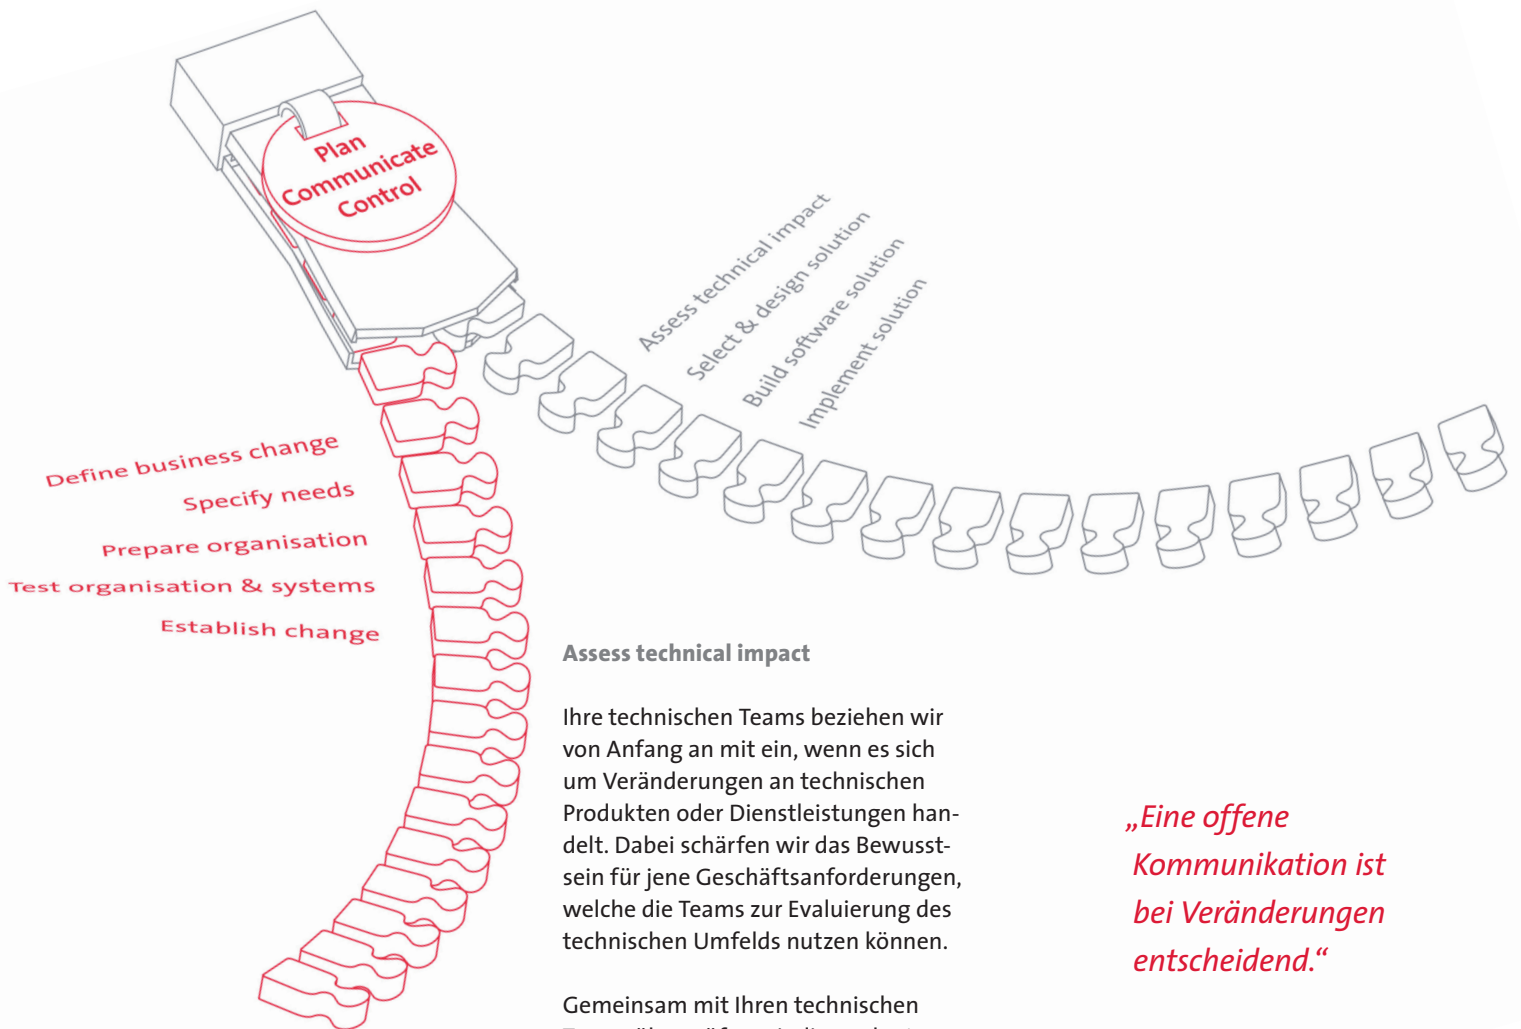 Plan
Communicate
Control
Assess technical impact
Select & design solution
Build software solution
Implement solution
Define business change
Specify needs
Prepare organisation
Test organisation & systems
Establish change
Assess technical impact
Ihre technischen Teams beziehen wir
von Anfang an mit ein, wenn es sich
um Veränderungen an technischen
Produkten oder Dienstleistungen han-
delt. Dabei schärfen wir das Bewusst-
sein für jene Geschäftsanforderungen,
welche die Teams zur Evaluierung des
technischen Umfelds nutzen können.
Gemeinsam mit Ihren technischen
„Eine offene
Kommunikation ist
bei Veränderungen
entscheidend.“